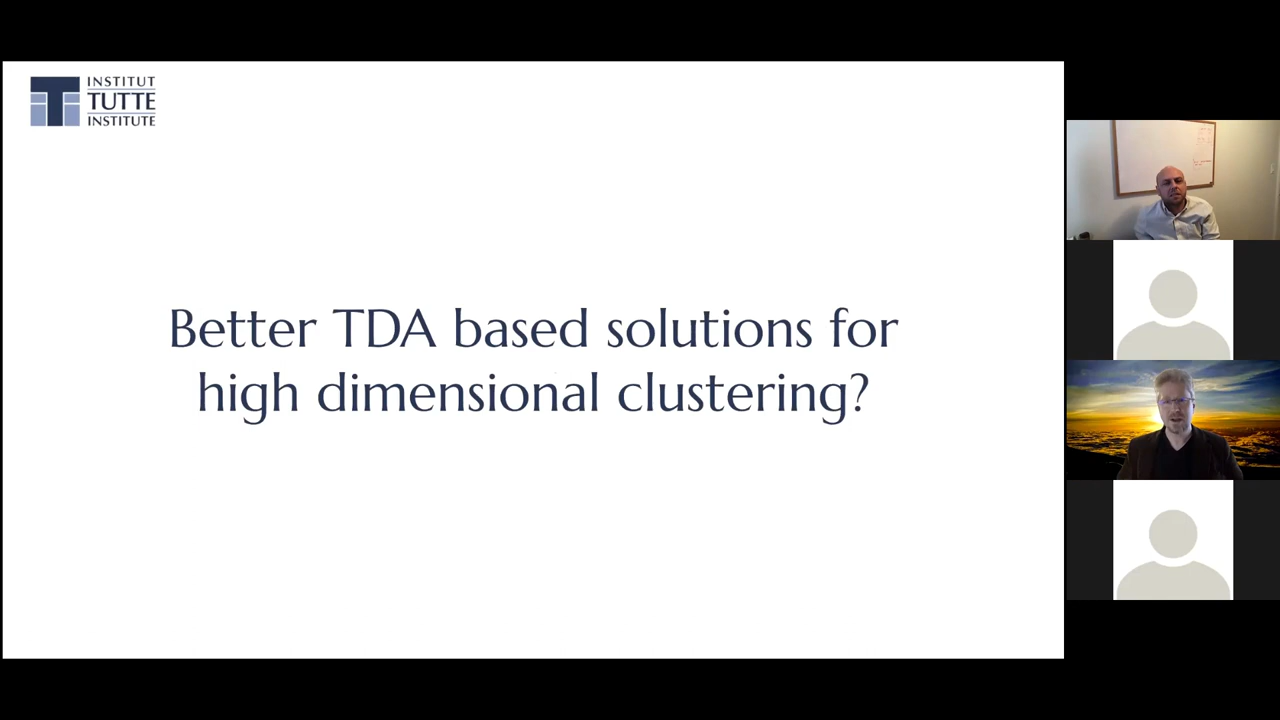 INSTITUT
TUTTE
INSTITUTE
Better TDA based solutions for
high dimensional clustering?